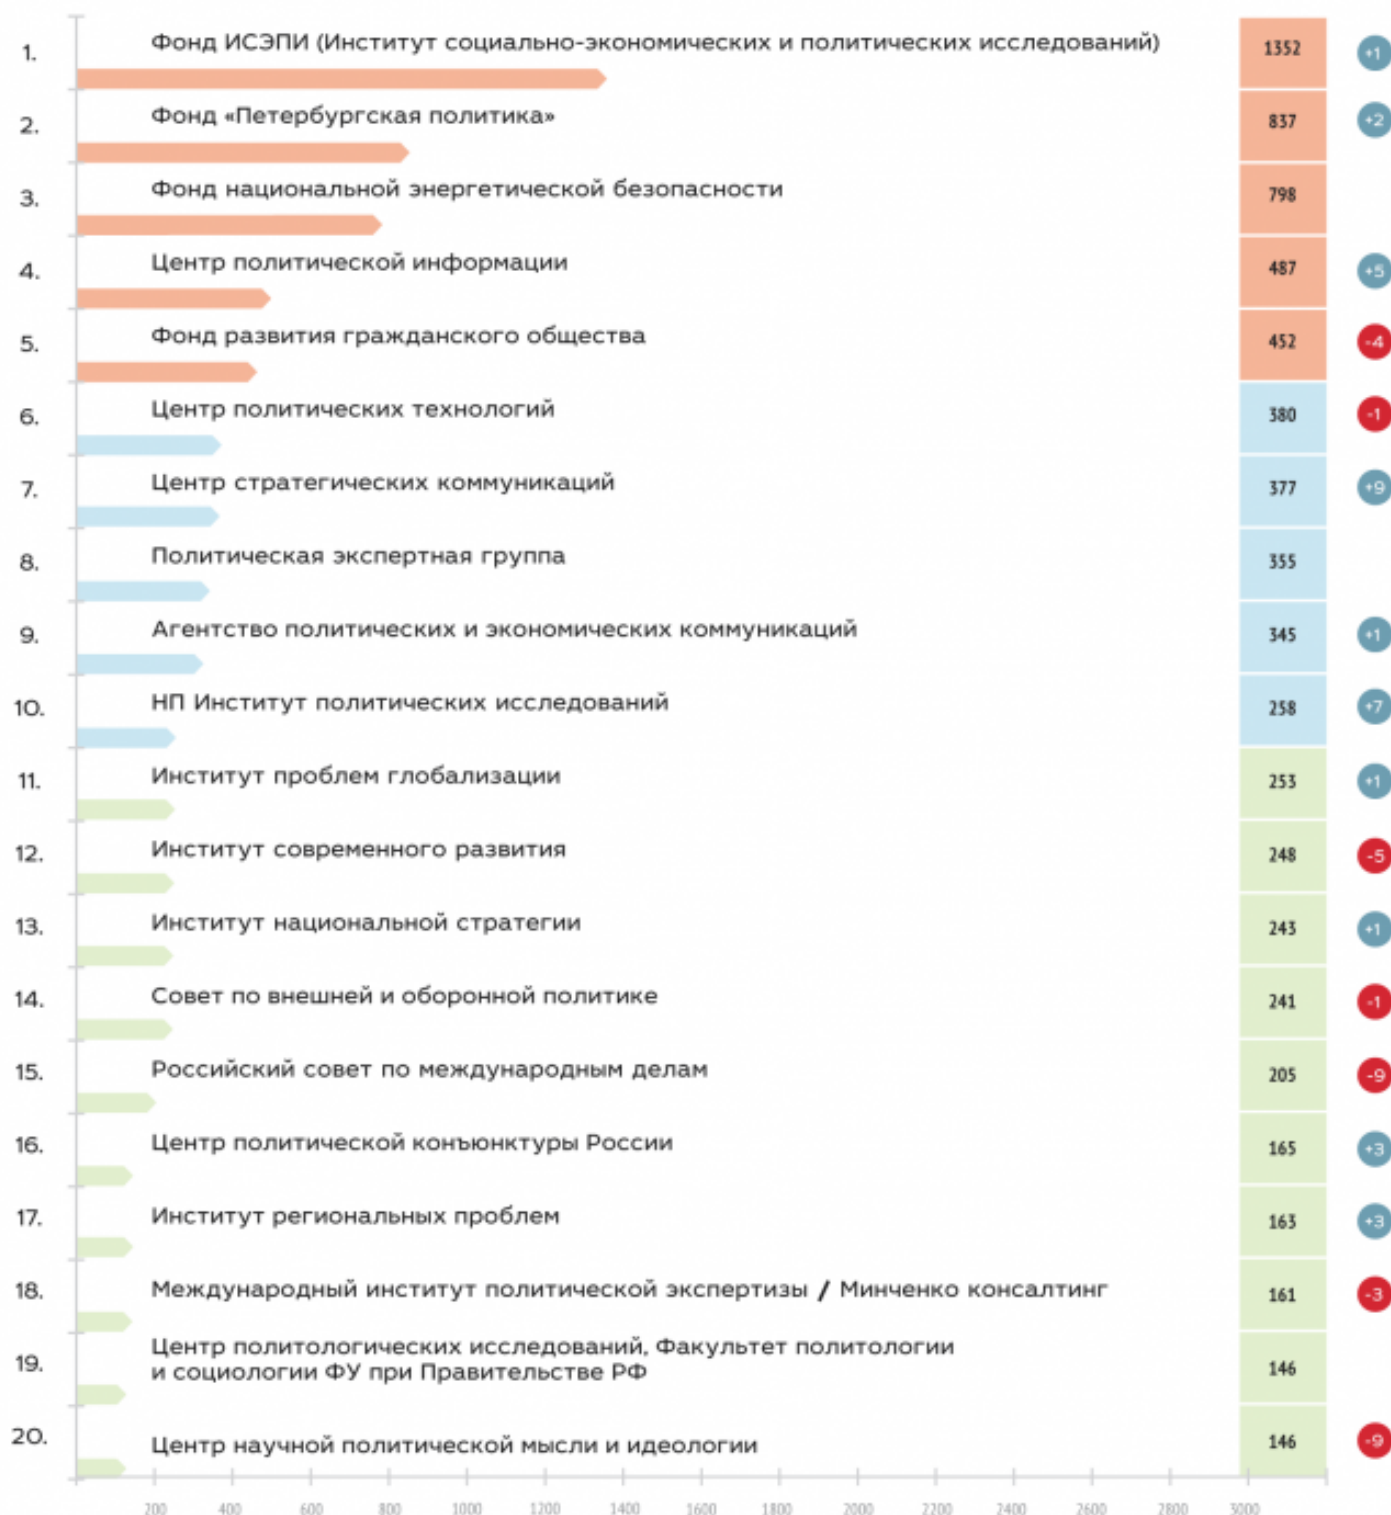 1. Фонд ИСЭПИ (Институт социально-экономических и политических исследований) 1352 +1
2. Фонд «Петербургская политика» 837 +2
3. Фонд национальной энергетической безопасности 798
4. Центр политической информации 487 +5
5. Фонд развития гражданского общества 452 -4
6. Центр политических технологий 380 -1
7. Центр стратегических коммуникаций 377 +9
8. Политическая экспертная группа 355
9. Агентство политических и экономических коммуникаций 345 +1
10. НП Институт политических исследований 258 +7
11. Институт проблем глобализации 253 +1
12. Институт современного развития 248 -5
13. Институт национальной стратегии 243 +1
14. Совет по внешней и оборонной политике 241 -1
15. Российский совет по международным делам 205 -9
16. Центр политической конъюнктуры России 165 +3
17. Институт региональных проблем 163 +3
18. Международный институт политической экспертизы / Минченко консалтинг 161 -3
19. Центр политологических исследований, Факультет политологии
и социологии ФУ при Правительстве РФ 146
20. Центр научной политической мысли и идеологии 146 -9
200 400 600 800 1000 1200 1400 1600 1800 2000 2200 2400 2600 2800 3000